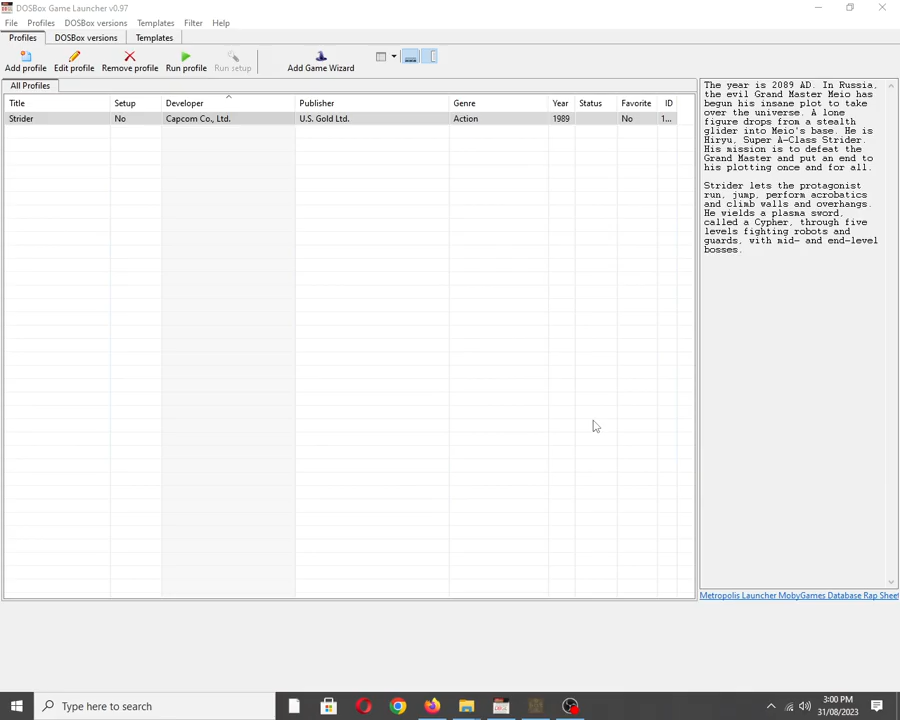 DOSBox Game Launcher v0.97
File Profiles DOSBox versions Templates Filter Help
Profiles DOSBox versions Templates
Add profile Edit profile Remove profile Run profile Run setup Add Game Wizard
All Profiles
Title Setup Developer Publisher Genre Year Status Favorite ID
Strider No Capcom Co., Ltd. U.S. Gold Ltd. Action 1989 No 1...
The year is 2089 AD. In Russia,
the evil Grand Master Meio has
begun his insane plot to take
over the universe. A lone
figure drops from a stealth
glider into Meio's base. He is
Hiryu, Super A-Class Strider.
His mission is to defeat the
Grand Master and put an end to
his plotting once and for all.
Strider lets the protagonist
run, jump, perform acrobatics
and climb walls and overhangs.
He wields a plasma sword,
called a Cypher, through five
levels fighting robots and
guards, with mid- and end-level
bosses.
Metropolis Launcher MobyGames Database Rap Sheet
Type here to search
3:00 PM
31/08/2023